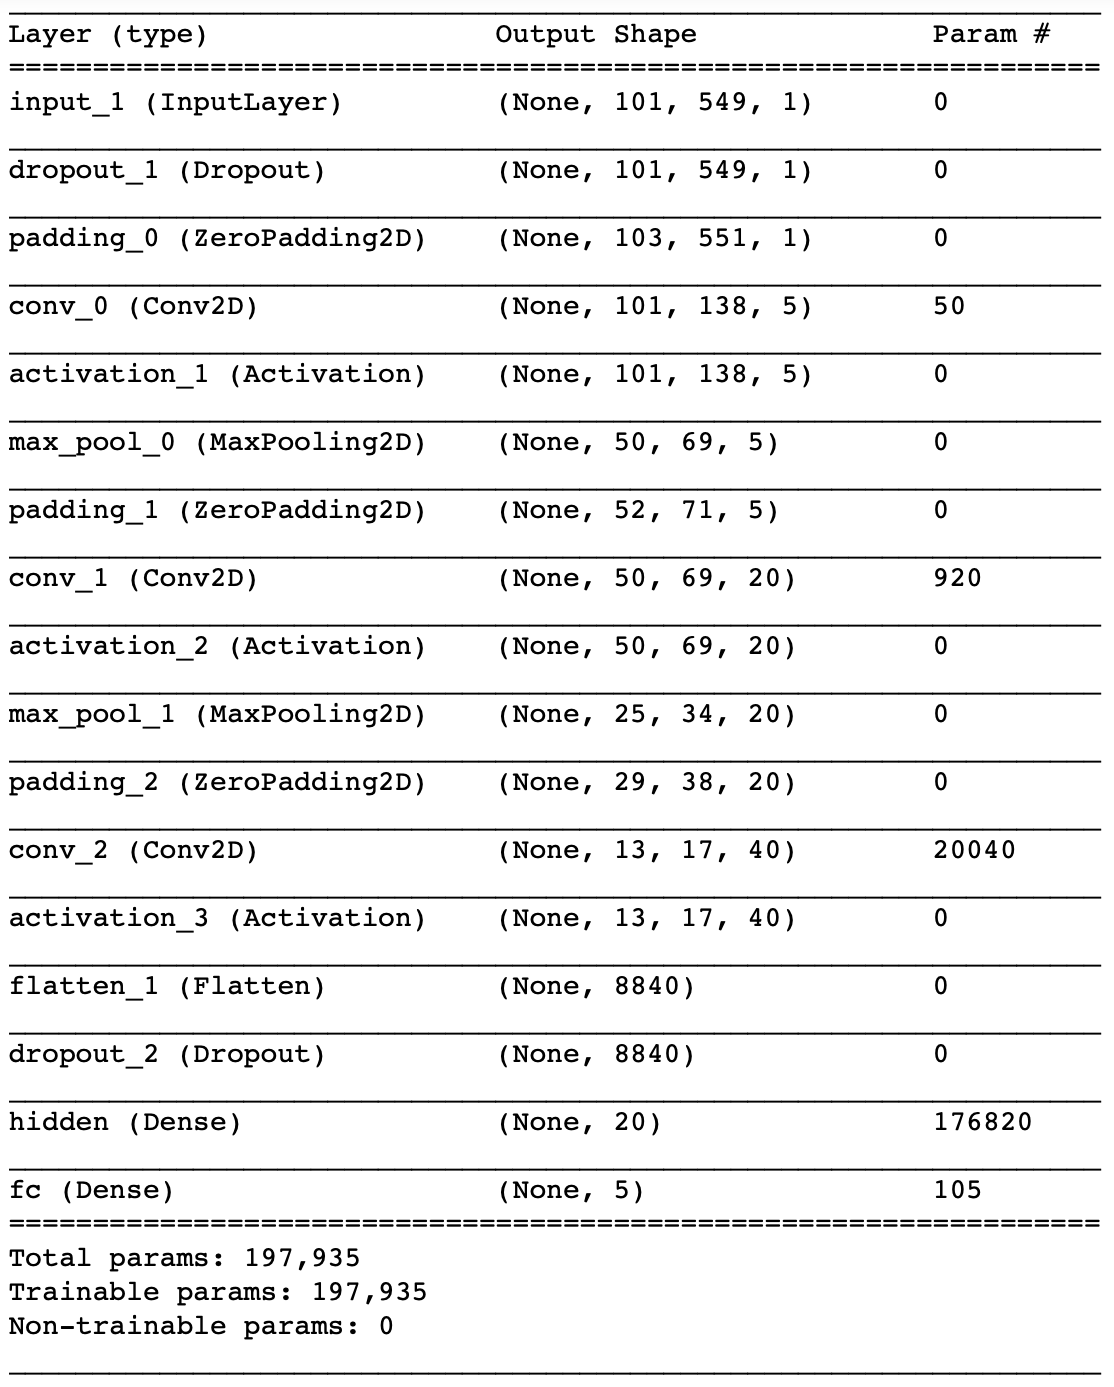 Layer (type) Output Shape Param #
=================================================================
input_1 (InputLayer) (None, 101, 549, 1) 0
dropout_1 (Dropout) (None, 101, 549, 1) 0
padding_0 (ZeroPadding2D) (None, 103, 551, 1) 0
conv_0 (Conv2D) (None, 101, 138, 5) 50
activation_1 (Activation) (None, 101, 138, 5) 0
max_pool_0 (MaxPooling2D) (None, 50, 69, 5) 0
padding_1 (ZeroPadding2D) (None, 52, 71, 5) 0
conv_1 (Conv2D) (None, 50, 69, 20) 920
activation_2 (Activation) (None, 50, 69, 20) 0
max_pool_1 (MaxPooling2D) (None, 25, 34, 20) 0
padding_2 (ZeroPadding2D) (None, 29, 38, 20) 0
conv_2 (Conv2D) (None, 13, 17, 40) 20040
activation_3 (Activation) (None, 13, 17, 40) 0
flatten_1 (Flatten) (None, 8840) 0
dropout_2 (Dropout) (None, 8840) 0
hidden (Dense) (None, 20) 176820
fc (Dense) (None, 5) 105
=================================================================
Total params: 197,935
Trainable params: 197,935
Non-trainable params: 0